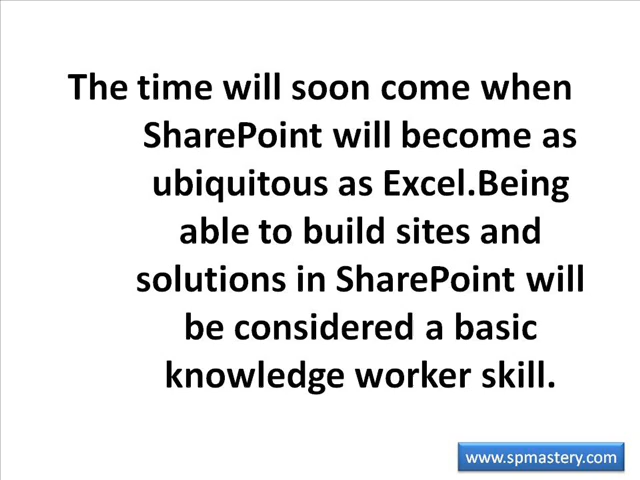 The time will soon come when
SharePoint will become as
ubiquitous as Excel.Being
able to build sites and
solutions in SharePoint will
be considered a basic
knowledge worker skill.
www.spmastery.com